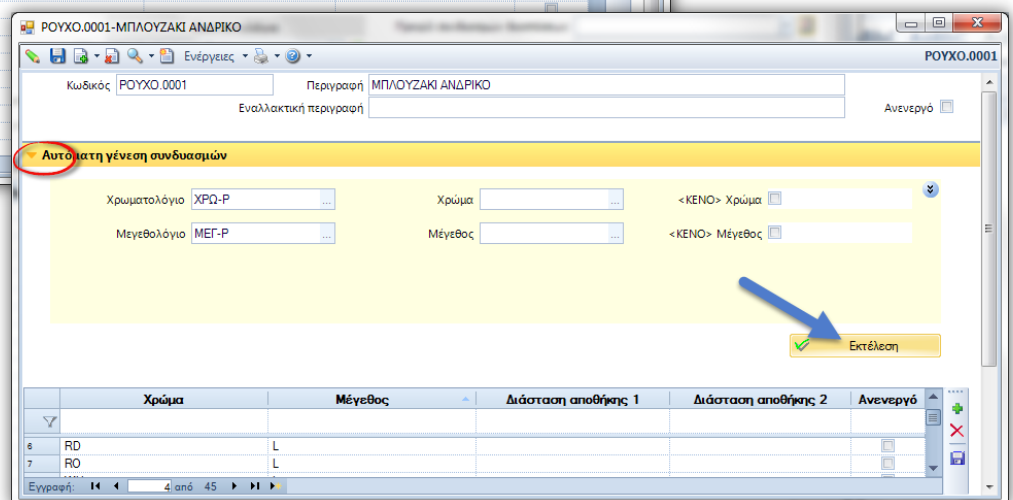 ΡΟΥΧΟ.0001-ΜΠΛΟΥΖΑΚΙ ΑΝΔΡΙΚΟ
Ενέργειες ΡΟΥΧΟ.0001
Κωδικός ΡΟΥΧΟ.0001 Περιγραφή ΜΠΛΟΥΖΑΚΙ ΑΝΔΡΙΚΟ
Εναλλακτική περιγραφή Ανενεργό
Αυτόματη γένεση συνδυασμών
Χρωματολόγιο ΧΡΩ-Ρ ... Χρώμα ... <ΚΕΝΟ> Χρώμα
Μεγεθολόγιο ΜΕΓ-Ρ ... Μέγεθος ... <ΚΕΝΟ> Μέγεθος
Εκτέλεση
Χρώμα Μέγεθος Διάσταση αποθήκης 1 Διάσταση αποθήκης 2 Ανενεργό
6 RD L
7 RO L
Εγγραφή: 4 από 45